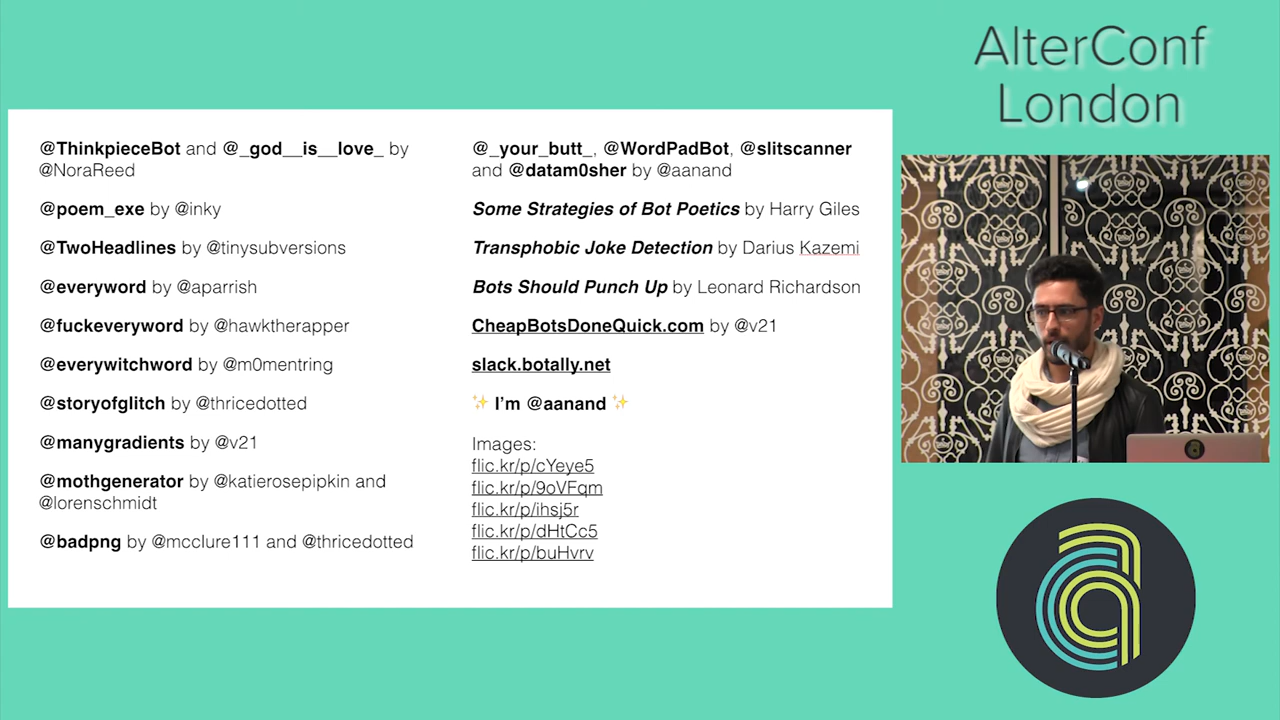 AlterConf
London
@ThinkpieceBot and @_god__is__love_ by
@NoraReed
@poem_exe by @inky
@TwoHeadlines by @tinysubversions
@everyword by @aparrish
@fuckeveryword by @hawktherapper
@everywitchword by @m0mentring
@storyofglitch by @thricedotted
@manygradients by @v21
@mothgenerator by @katierosepipkin and
@lorenschmidt
@badpng by @mcclure111 and @thricedotted
@_your_butt_, @WordPadBot, @slitscanner
and @datam0sher by @aanand
Some Strategies of Bot Poetics by Harry Giles
Transphobic Joke Detection by Darius Kazemi
Bots Should Punch Up by Leonard Richardson
CheapBotsDoneQuick.com by @v21
slack.botally.net
✨ I'm @aanand ✨
Images:
flic.kr/p/cYeye5
flic.kr/p/9oVFqm
flic.kr/p/ihsj5r
flic.kr/p/dHtCc5
flic.kr/p/buHvrv